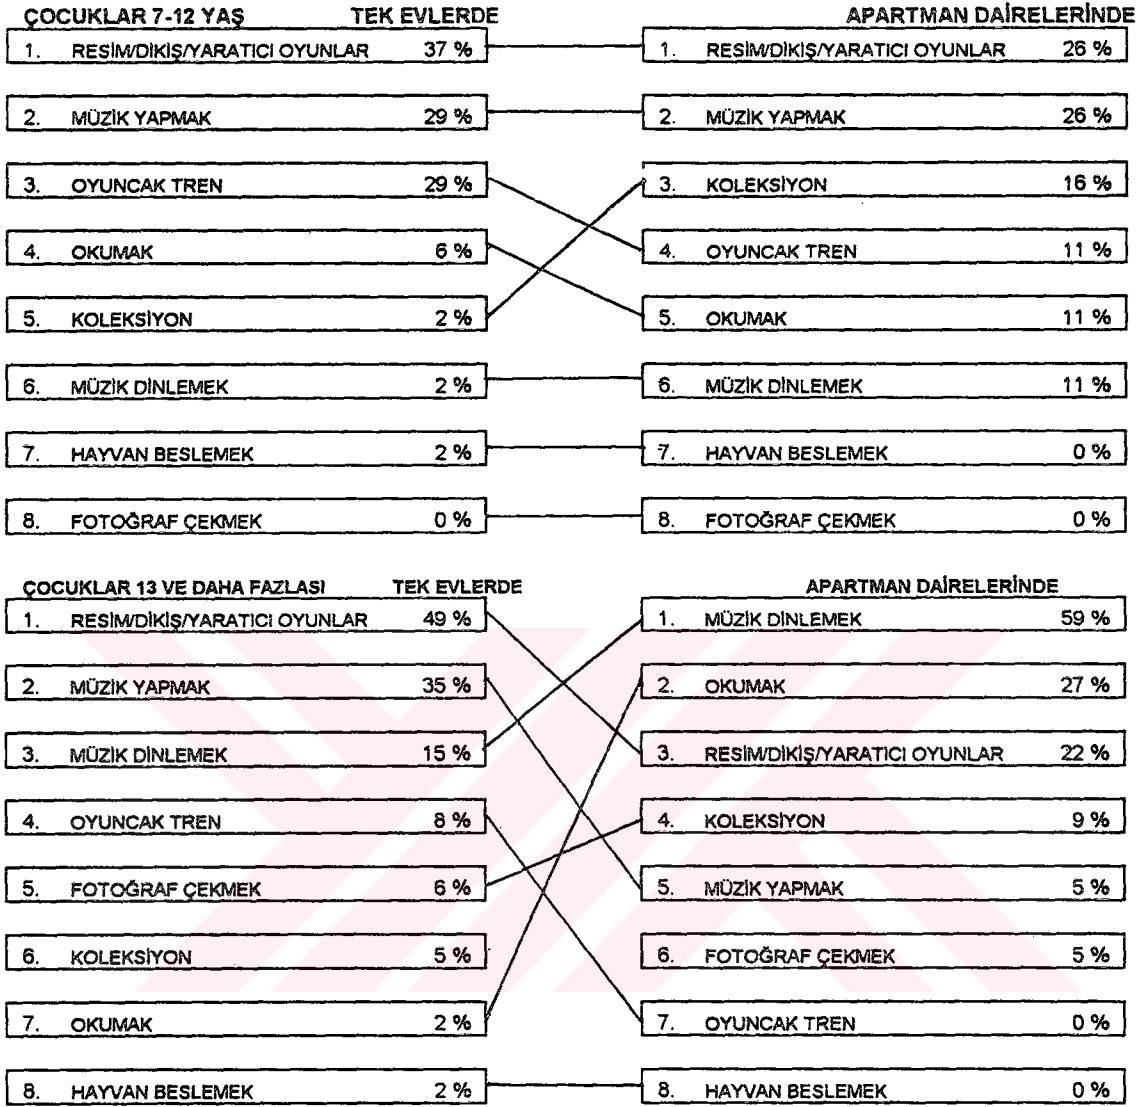 ÇOCUKLAR 7-12 YAŞ TEK EVLERDE APARTMAN DAİRELERİNDE
1. RESİM/DİKİŞ/YARATICI OYUNLAR 37 % 1. RESİM/DİKİŞ/YARATICI OYUNLAR 26 %
2. MÜZİK YAPMAK 29 % 2. MÜZİK YAPMAK 26 %
3. OYUNCAK TREN 29 % 3. KOLEKSİYON 16 %
4. OKUMAK 6 % 4. OYUNCAK TREN 11 %
5. KOLEKSİYON 2 % 5. OKUMAK 11 %
6. MÜZİK DİNLEMEK 2 % 6. MÜZİK DİNLEMEK 11 %
7. HAYVAN BESLEMEK 2 % 7. HAYVAN BESLEMEK 0 %
8. FOTOĞRAF ÇEKMEK 0 % 8. FOTOĞRAF ÇEKMEK 0 %
ÇOCUKLAR 13 VE DAHA FAZLASI TEK EVLERDE APARTMAN DAİRELERİNDE
1. RESİM/DİKİŞ/YARATICI OYUNLAR 49 % 1. MÜZİK DİNLEMEK 59 %
2. MÜZİK YAPMAK 35 % 2. OKUMAK 27 %
3. MÜZİK DİNLEMEK 15 % 3. RESİM/DİKİŞ/YARATICI OYUNLAR 22 %
4. OYUNCAK TREN 8 % 4. KOLEKSİYON 9 %
5. FOTOĞRAF ÇEKMEK 6 % 5. MÜZİK YAPMAK 5 %
6. KOLEKSİYON 5 % 6. FOTOĞRAF ÇEKMEK 5 %
7. OKUMAK 2 % 7. OYUNCAK TREN 0 %
8. HAYVAN BESLEMEK 2 % 8. HAYVAN BESLEMEK 0 %